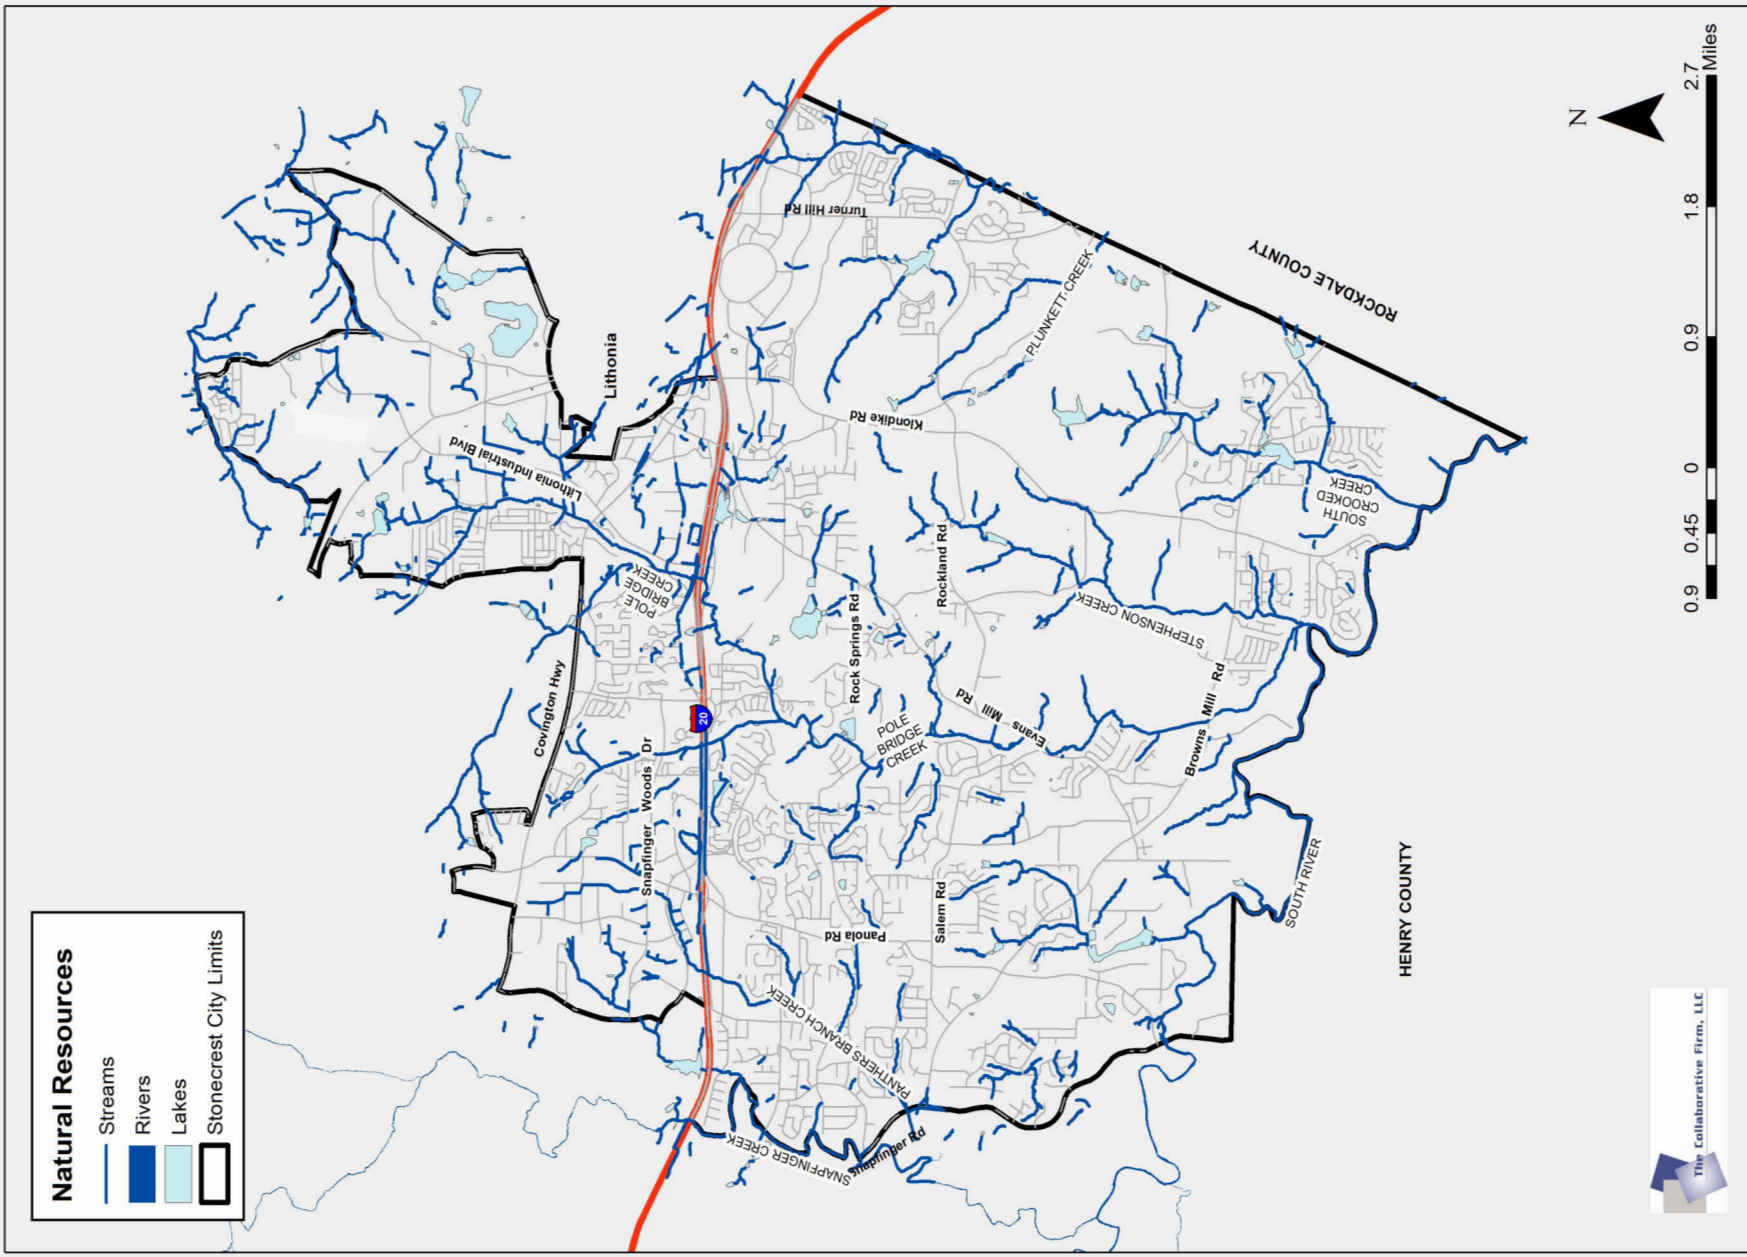 Natural Resources
Streams
Rivers
Lakes
Stonecrest City Limits
Lithonia
Lithonia Industrial Blvd
Covington Hwy
POLE
BRIDGE
CREEK
Snapfinger Woods Dr
20
Turner Hill Rd
Klondike Rd
PLUNKETT CREEK
ROCKDALE COUNTY
Rock Springs Rd
Rockland Rd
POLE
BRIDGE
CREEK
Evans Mill Rd
STEPHENSON CREEK
SOUTH
CROOKED
CREEK
Browns Mill Rd
Panola Rd
Salem Rd
PANTHERS BRANCH CREEK
SNAPFINGER CREEK
Snapfinger Rd
SOUTH RIVER
HENRY COUNTY
N
0.9 0.45 0 0.9 1.8 2.7
Miles
The Collaborative Firm, LLC